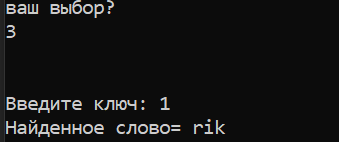 ваш выбор?
3
Введите ключ: 1
Найденное слово= rik